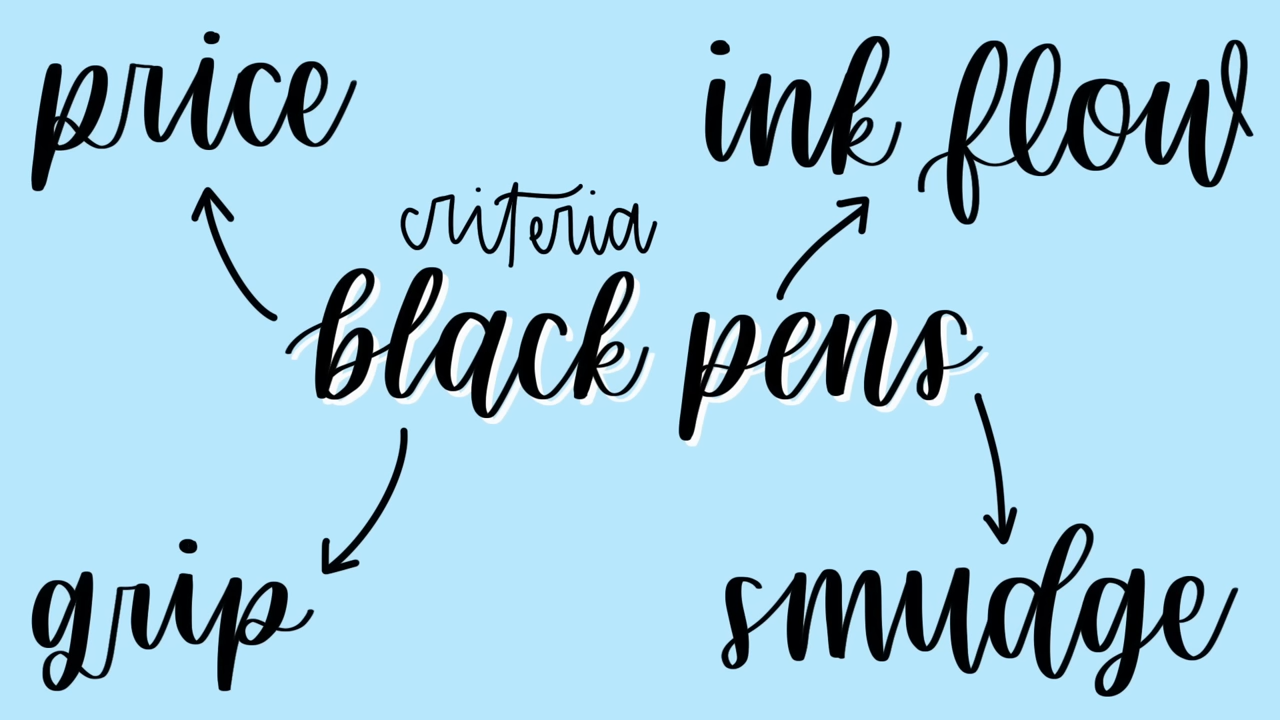 price
ink flow
criteria
black pens
grip
smudge